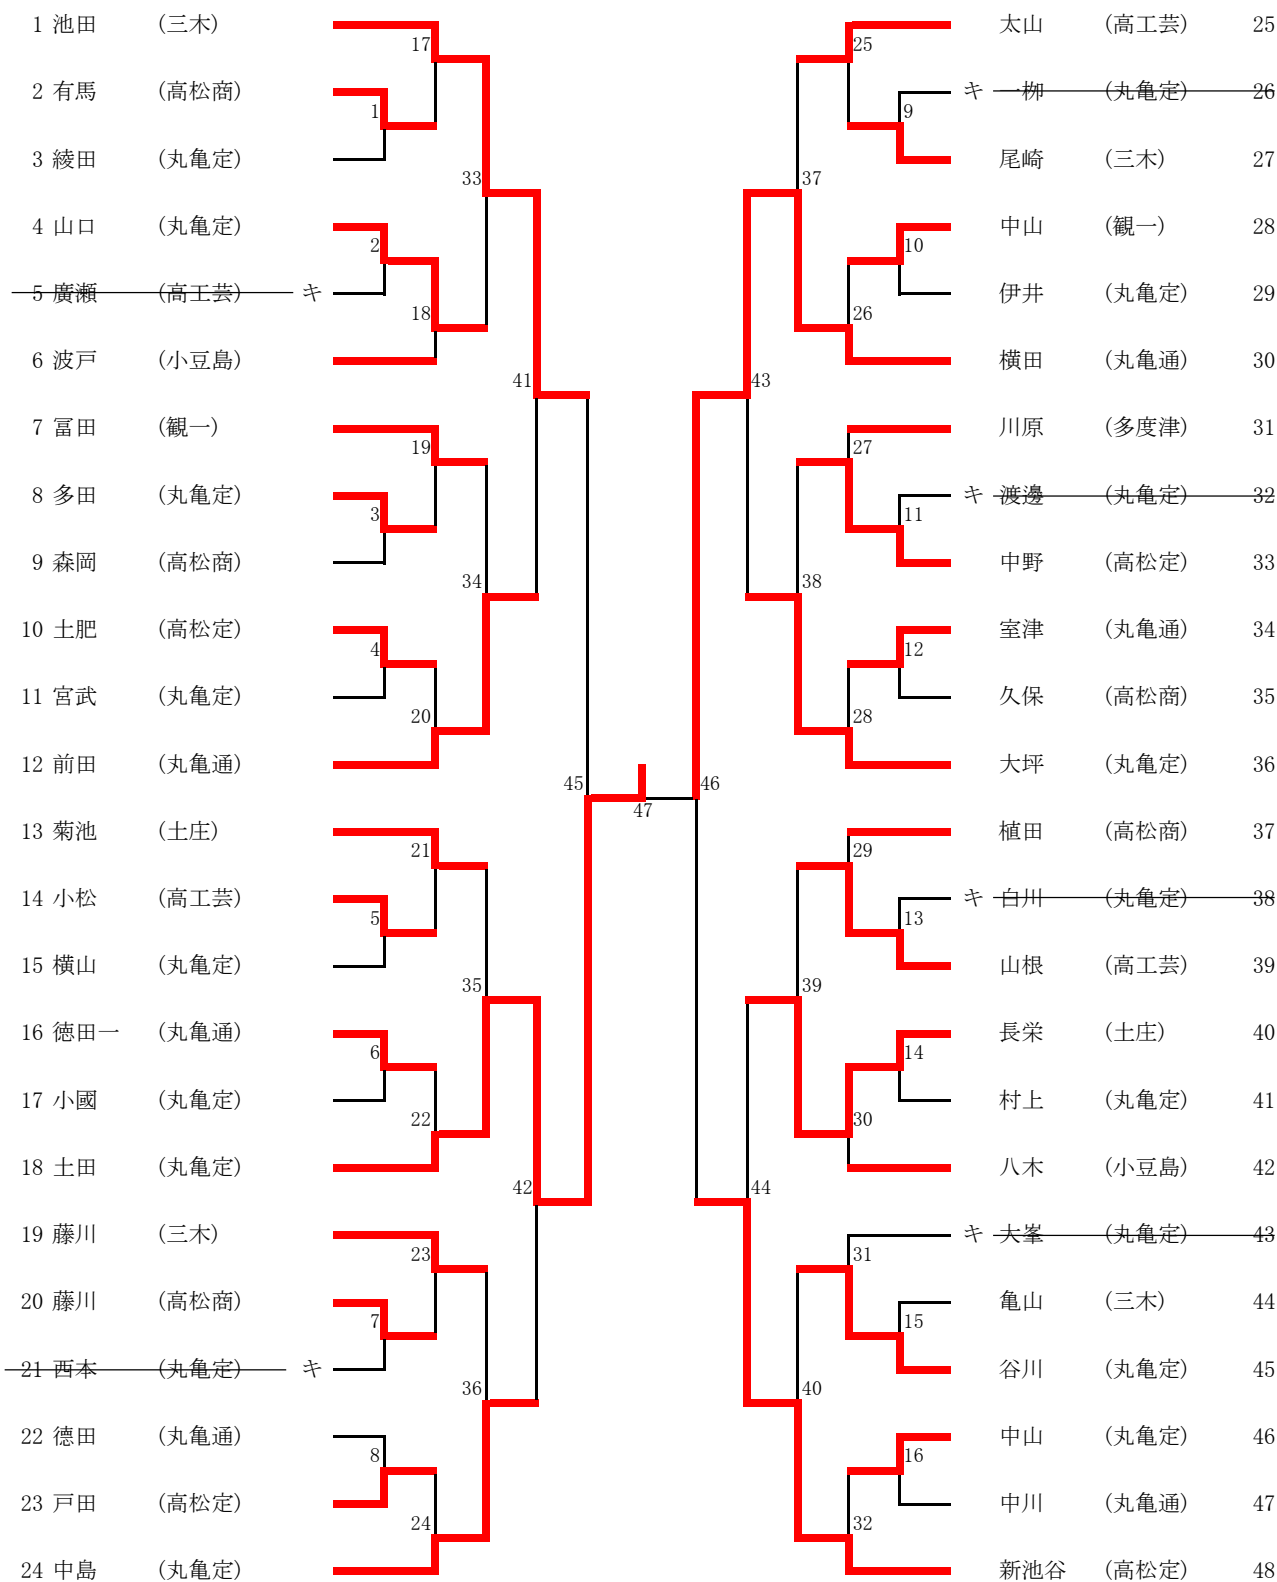 1 池田 (三木)
2 有馬 (高松商)
3 綾田 (丸亀定)
4 山口 (丸亀定)
5 廣瀬 (高工芸) キ
6 波戸 (小豆島)
7 冨田 (観一)
8 多田 (丸亀定)
9 森岡 (高松商)
10 土肥 (高松定)
11 宮武 (丸亀定)
12 前田 (丸亀通)
13 菊池 (土庄)
14 小松 (高工芸)
15 横山 (丸亀定)
16 徳田一 (丸亀通)
17 小國 (丸亀定)
18 土田 (丸亀定)
19 藤川 (三木)
20 藤川 (高松商)
21 西本 (丸亀定) キ
22 德田 (丸亀通)
23 戸田 (高松定)
24 中島 (丸亀定)
17
1
33
2
18
41
19
3
34
4
20
45
21
5
35
6
22
42
23
7
36
8
24
47
46
25
9
37
10
26
43
27
11
38
12
28
29
13
39
14
30
44
31
15
40
16
32
太山 (高工芸) 25
キ 一柳 (丸亀定) 26
尾崎 (三木) 27
中山 (観一) 28
伊井 (丸亀定) 29
横田 (丸亀通) 30
川原 (多度津) 31
キ 渡邊 (丸亀定) 32
中野 (高松定) 33
室津 (丸亀通) 34
久保 (高松商) 35
大坪 (丸亀定) 36
植田 (高松商) 37
キ 白川 (丸亀定) 38
山根 (高工芸) 39
長栄 (土庄) 40
村上 (丸亀定) 41
八木 (小豆島) 42
キ 大峯 (丸亀定) 43
亀山 (三木) 44
谷川 (丸亀定) 45
中山 (丸亀定) 46
中川 (丸亀通) 47
新池谷 (高松定) 48